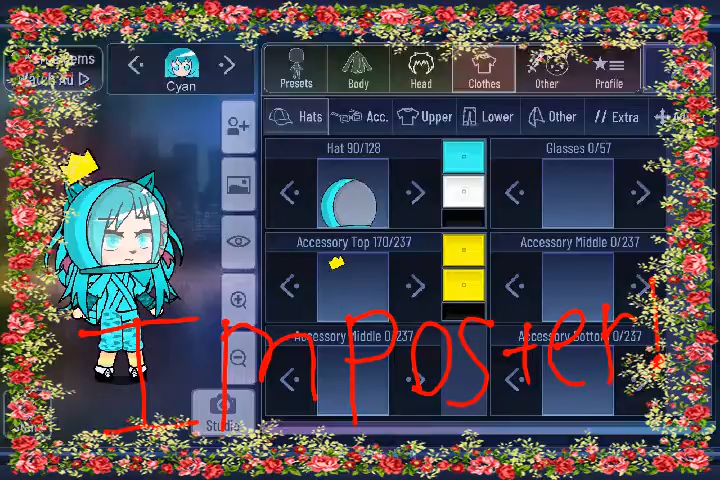 Cyan
Presets
Body
Head
Clothes
Other
Profile
Hats
Acc.
Upper
Lower
Other
Extra
Hat 90/128
Glasses 0/57
Accessory Top 170/237
Accessory Middle 0/237
Accessory Middle 0/237
Accessory Bottom 0/237
Studio
Imposter!